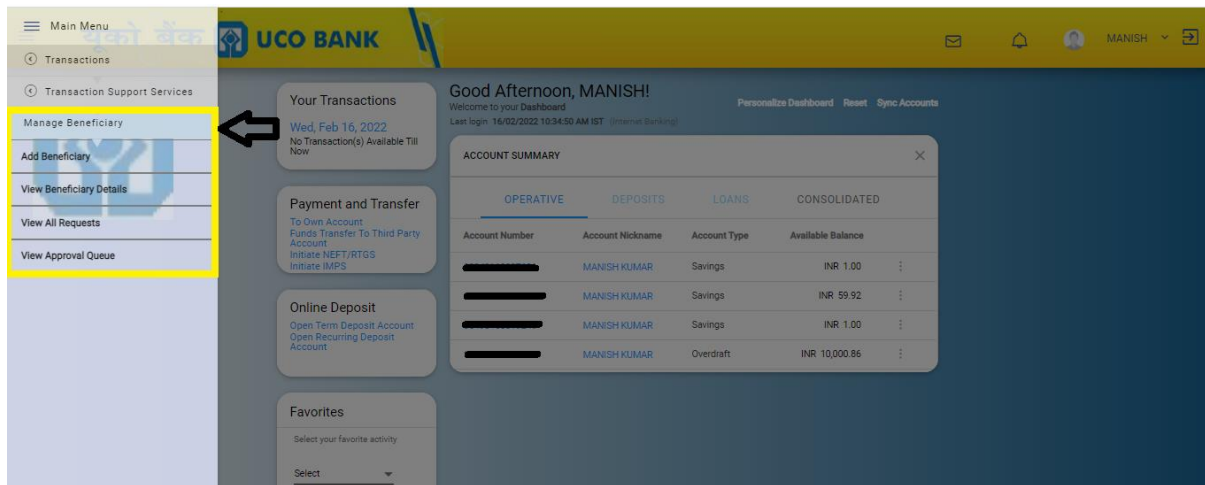 Main Menu
यूको बैंक UCO BANK
MANISH
Transactions
Transaction Support Services
Manage Beneficiary
Add Beneficiary
View Beneficiary Details
View All Requests
View Approval Queue
Your Transactions
Wed, Feb 16, 2022
No Transaction(s) Available Till
Now
Payment and Transfer
To Own Account
Funds Transfer To Third Party
Account
Initiate NEFT/RTGS
Initiate IMPS
Online Deposit
Open Term Deposit Account
Open Recurring Deposit
Account
Favorites
Select your favorite activity
Select
Good Afternoon, MANISH!
Welcome to your Dashboard
Last login 16/02/2022 10:34:50 AM IST (Internet Banking)
Personalize Dashboard Reset Sync Accounts
ACCOUNT SUMMARY
OPERATIVE DEPOSITS LOANS CONSOLIDATED
Account Number Account Nickname Account Type Available Balance
MANISH KUMAR Savings INR 1.00
MANISH KUMAR Savings INR 59.92
MANISH KUMAR Savings INR 1.00
MANISH KUMAR Overdraft INR 10,000.86